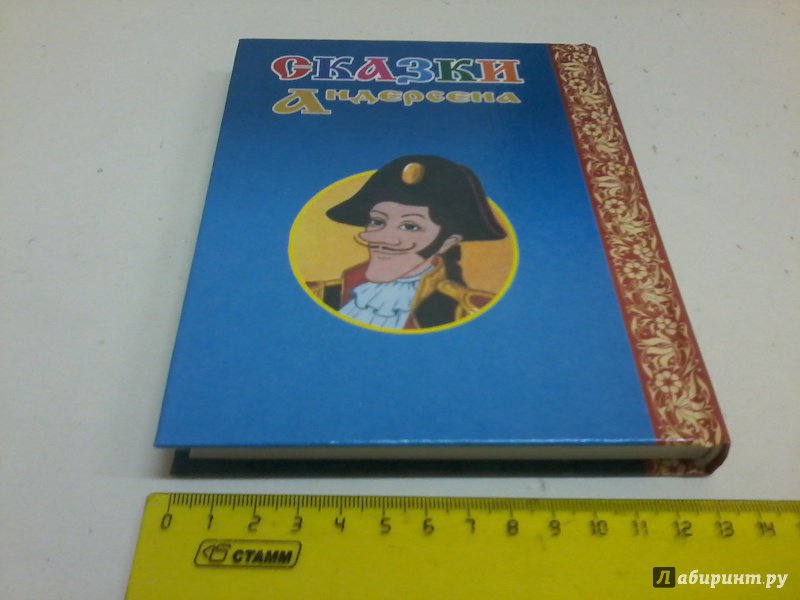 СКАЗКИ
АНДЕРСЕНА
0 1 2 3 4 5 6 7 8 9 10 11 12 13 14
СТАММ
Лабиринт.ру